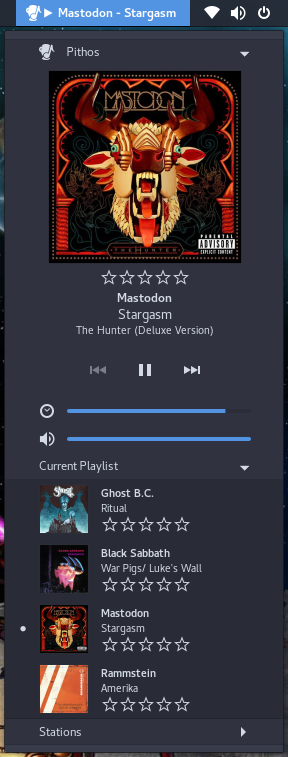 Mastodon - Stargasm
Pithos
MASTODON
THE HUNTER
PARENTAL
ADVISORY
EXPLICIT CONTENT
Mastodon
Stargasm
The Hunter (Deluxe Version)
Current Playlist
Ghost B.C.
Ritual
Black Sabbath
War Pigs/ Luke's Wall
Mastodon
Stargasm
Rammstein
Amerika
Stations